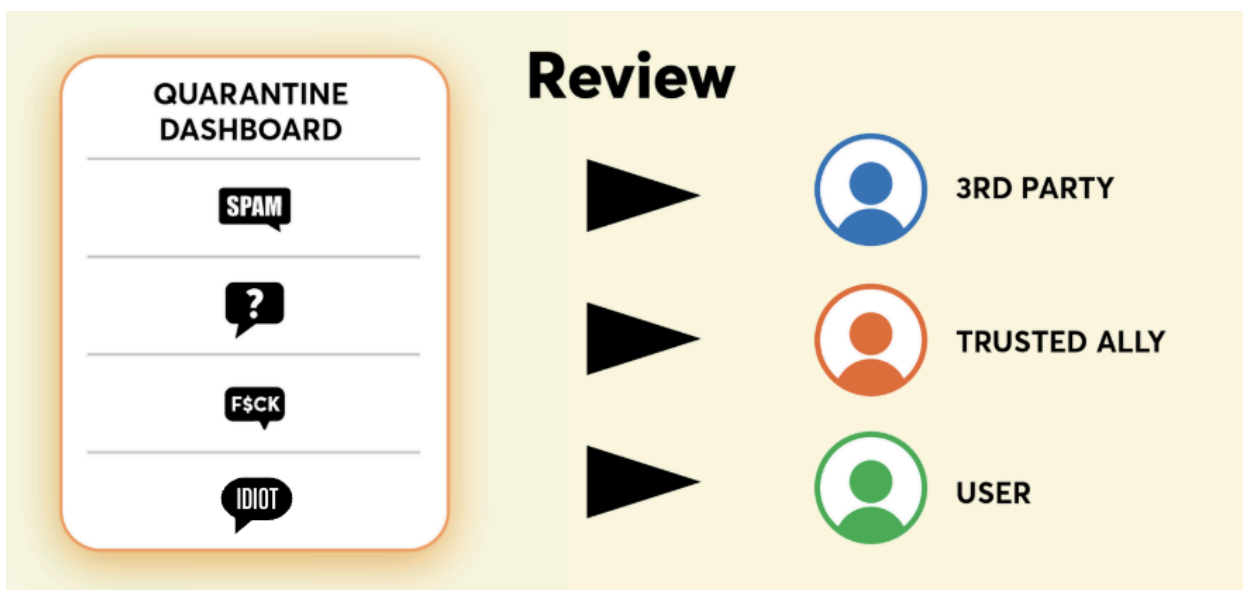 QUARANTINE
DASHBOARD
SPAM
?
F$CK
IDIOT
Review
3RD PARTY
TRUSTED ALLY
USER